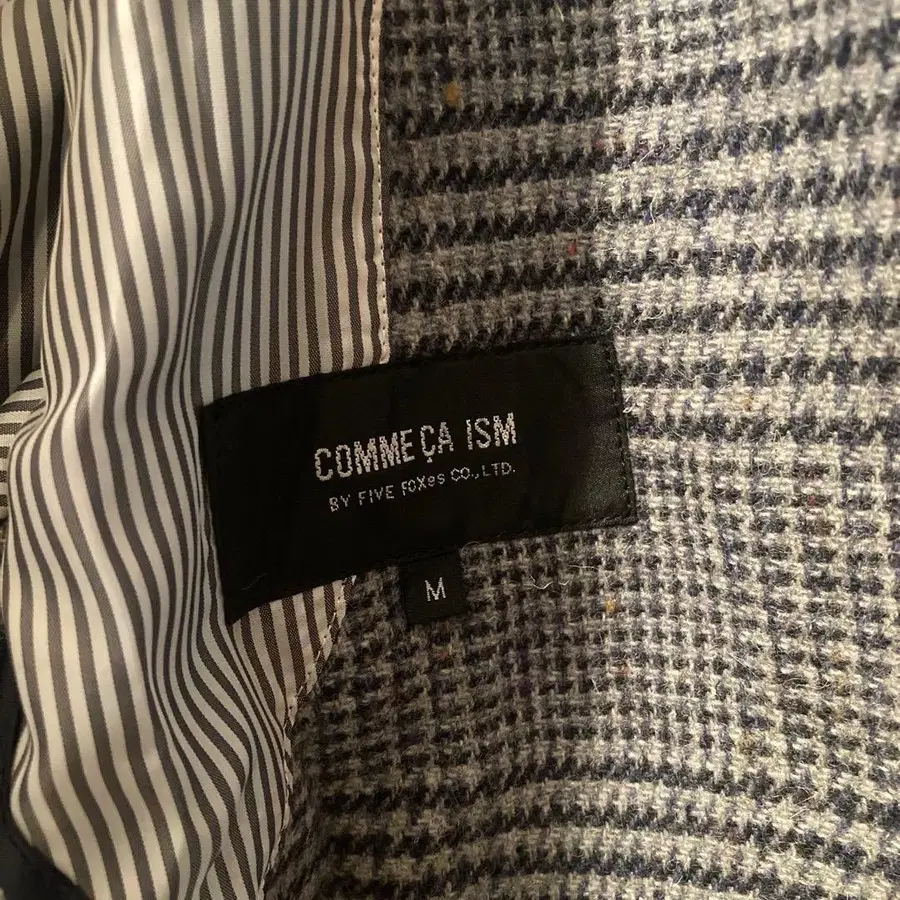 COMME ÇA ISM
BY FIVE FoXes CO., LTD.
M